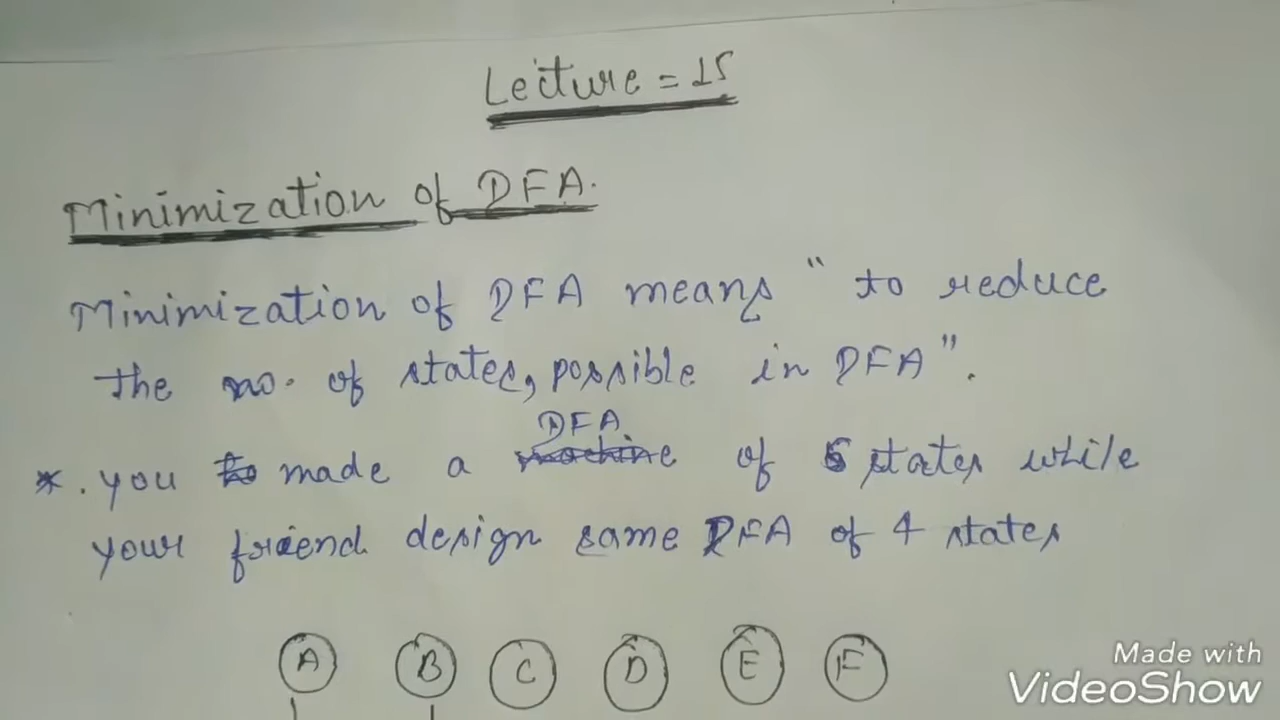 Lecture = 15
Minimization of DFA.
Minimization of DFA means " to reduce
the no. of states, possible in DFA".
DFA
*. you to made a machine of 5 states while
your friend design same DFA of 4 states
A B C D E F
Made with
VideoShow